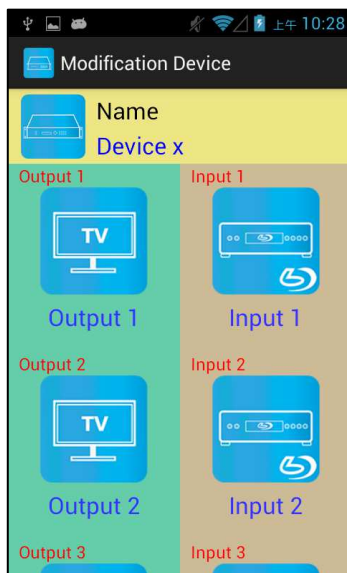 上午 10:28
Modification Device
Name
Device x
Output 1 Input 1
TV
Output 1 Input 1
Output 2 Input 2
TV
Output 2 Input 2
Output 3 Input 3